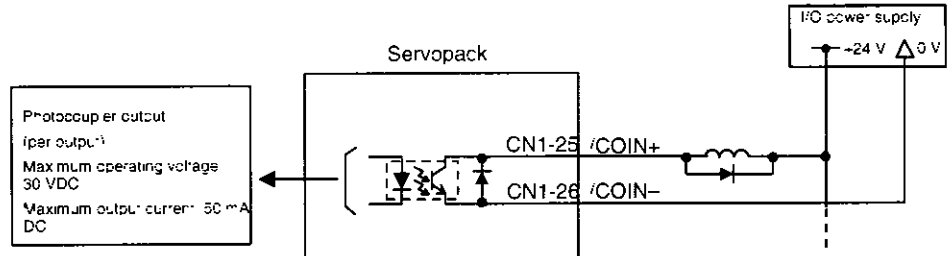 I/O power supply
+24 V 0 V
Servopack
Photocoupler output
(per output)
Maximum operating voltage
30 VDC
Maximum output current 50 mA
DC
CN1-25 /COIN+
CN1-26 /COIN–